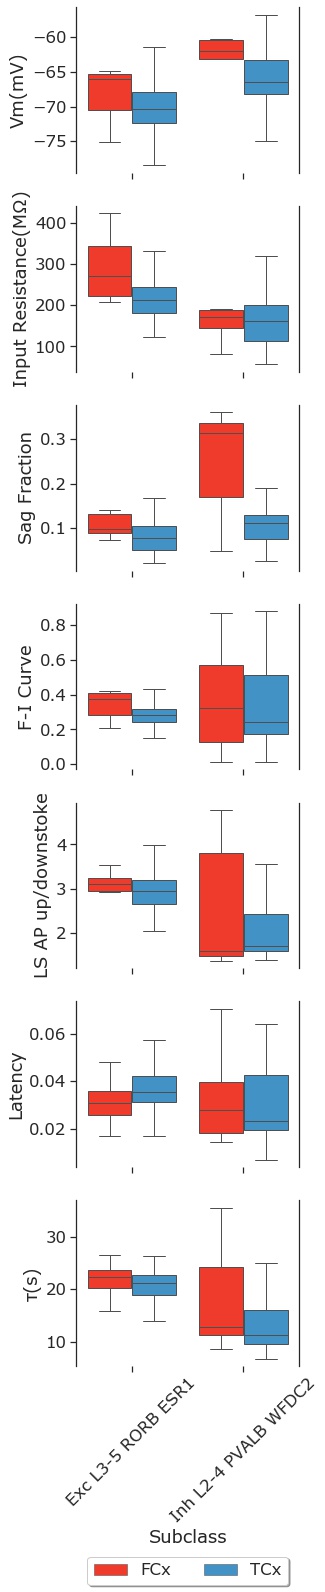 Vm(mV)
−60
−65
−70
−75
Input Resistance(MΩ)
400
300
200
100
Sag Fraction
0.3
0.2
0.1
F-I Curve
0.8
0.6
0.4
0.2
0.0
LS AP up/downstoke
4
3
2
Latency
0.06
0.04
0.02
τ(s)
30
20
10
Exc L3-5 RORB ESR1
Inh L2-4 PVALB WFDC2
Subclass
FCx TCx